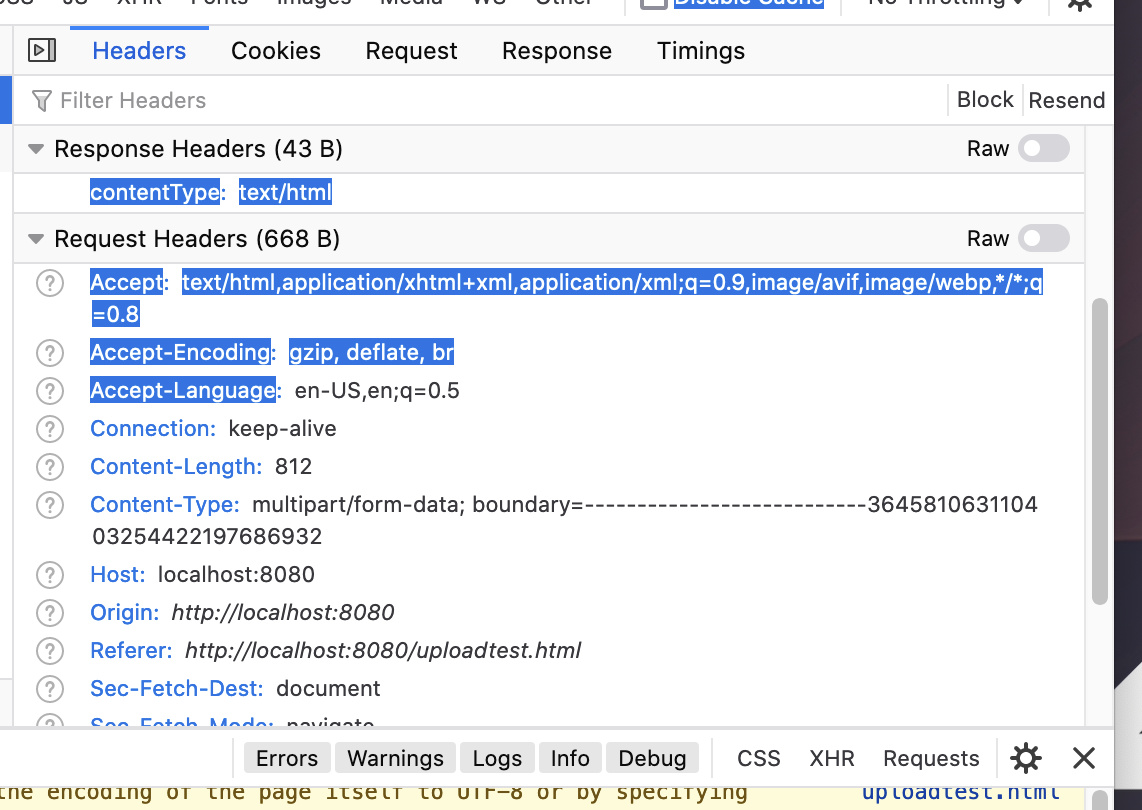 CSS JS XHR Fonts Images Media WS Other Disable Cache No Throttling
Headers Cookies Request Response Timings
Filter Headers Block Resend
Response Headers (43 B) Raw
contentType: text/html
Request Headers (668 B) Raw
Accept: text/html,application/xhtml+xml,application/xml;q=0.9,image/avif,image/webp,*/*;q
=0.8
Accept-Encoding: gzip, deflate, br
Accept-Language: en-US,en;q=0.5
Connection: keep-alive
Content-Length: 812
Content-Type: multipart/form-data; boundary=---------------------------3645810631104
03254422197686932
Host: localhost:8080
Origin: http://localhost:8080
Referer: http://localhost:8080/uploadtest.html
Sec-Fetch-Dest: document
Sec-Fetch-Mode: navigate
Errors Warnings Logs Info Debug CSS XHR Requests
the encoding of the page itself to UTF-8 or by specifying uploadtest.html